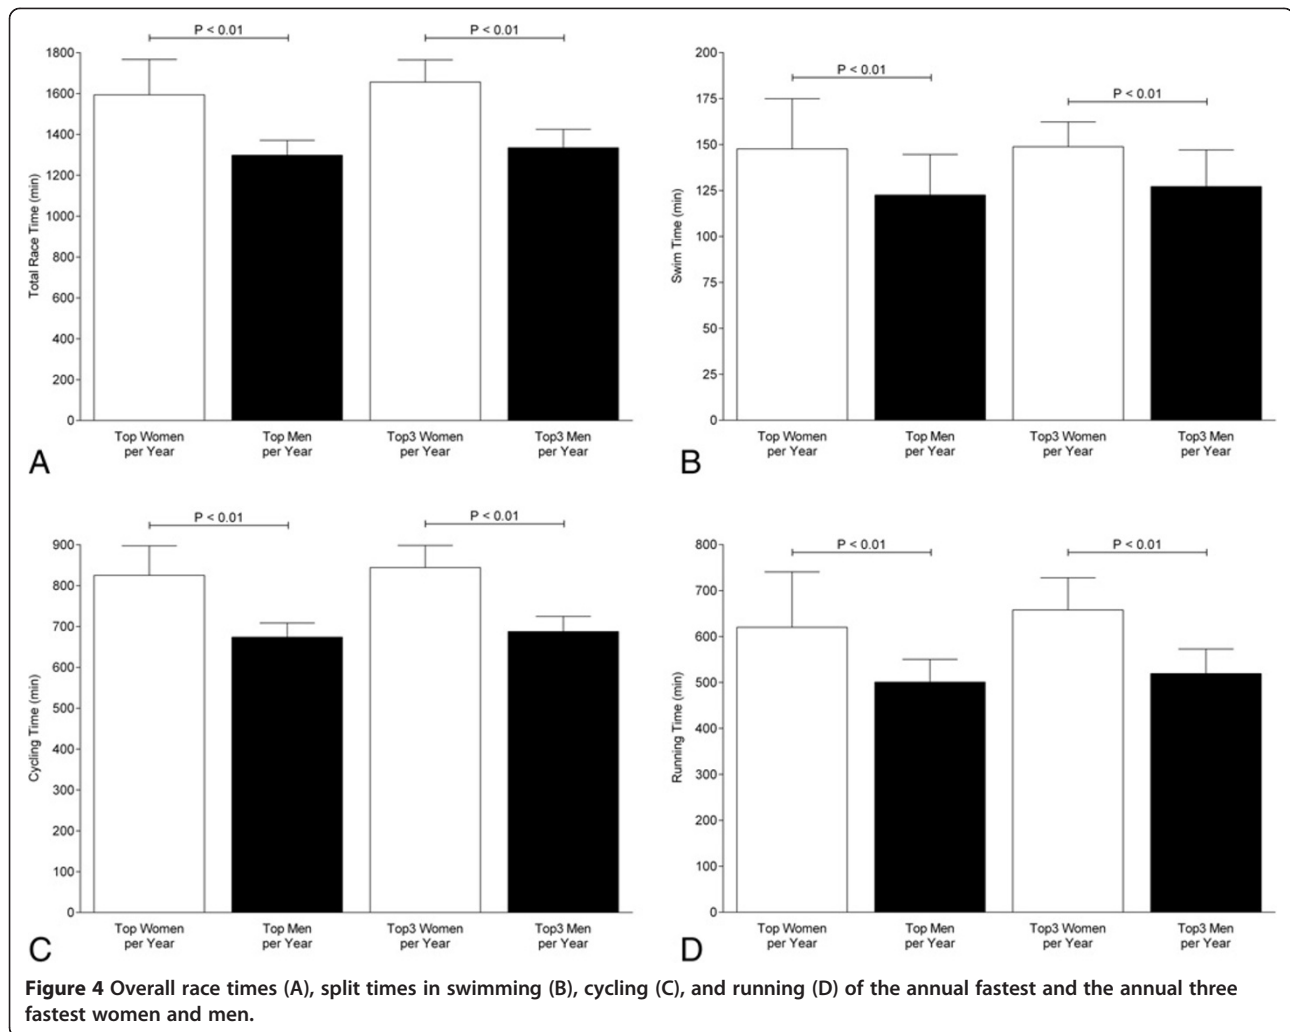 P < 0.01
P < 0.01
1800
1600
1400
1200
1000
800
600
400
200
0
Total Race Time (min)
Top Women
per Year
Top Men
per Year
Top3 Women
per Year
Top3 Men
per Year
A
P < 0.01
P < 0.01
200
175
150
125
100
75
50
25
0
Swim Time (min)
Top Women
per Year
Top Men
per Year
Top3 Women
per Year
Top3 Men
per Year
B
P < 0.01
P < 0.01
900
800
700
600
500
400
300
200
100
0
Cycling Time (min)
Top Women
per Year
Top Men
per Year
Top3 Women
per Year
Top3 Men
per Year
C
P < 0.01
P < 0.01
800
700
600
500
400
300
200
100
0
Running Time (min)
Top Women
per Year
Top Men
per Year
Top3 Women
per Year
Top3 Men
per Year
D
Figure 4 Overall race times (A), split times in swimming (B), cycling (C), and running (D) of the annual fastest and the annual three
fastest women and men.